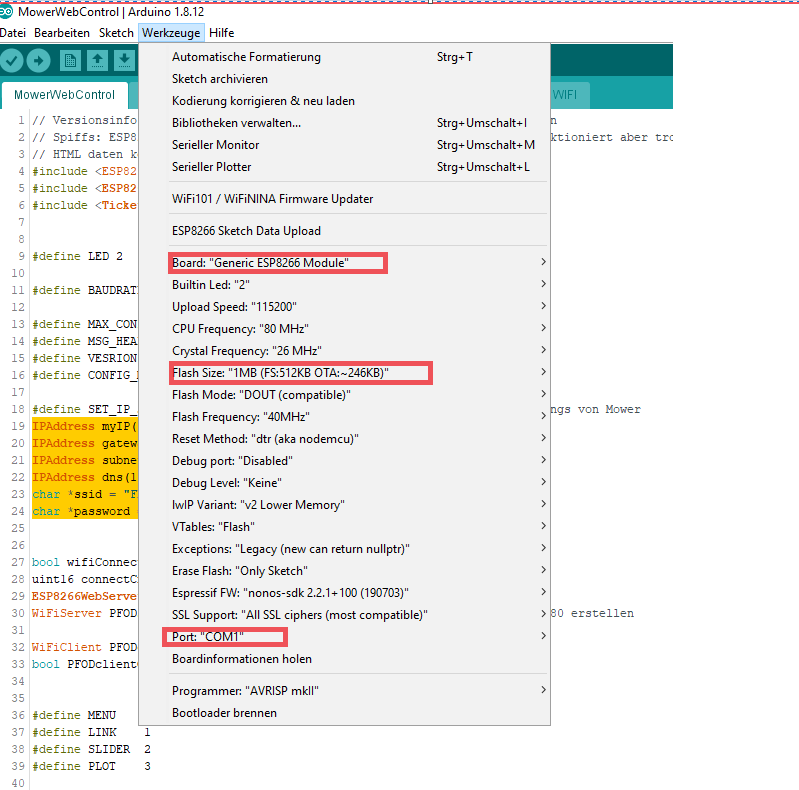 MowerWebControl | Arduino 1.8.12
Datei Bearbeiten Sketch Werkzeuge Hilfe
MowerWebControl
WIFI
Automatische Formatierung Strg+T
Sketch archivieren
Kodierung korrigieren & neu laden
Bibliotheken verwalten... Strg+Umschalt+I
Serieller Monitor Strg+Umschalt+M
Serieller Plotter Strg+Umschalt+L
WiFi101 / WiFiNINA Firmware Updater
ESP8266 Sketch Data Upload
Board: "Generic ESP8266 Module"
Builtin Led: "2"
Upload Speed: "115200"
CPU Frequency: "80 MHz"
Crystal Frequency: "26 MHz"
Flash Size: "1MB (FS:512KB OTA:~246KB)"
Flash Mode: "DOUT (compatible)"
Flash Frequency: "40MHz"
Reset Method: "dtr (aka nodemcu)"
Debug port: "Disabled"
Debug Level: "Keine"
lwIP Variant: "v2 Lower Memory"
VTables: "Flash"
Exceptions: "Legacy (new can return nullptr)"
Erase Flash: "Only Sketch"
Espressif FW: "nonos-sdk 2.2.1+100 (190703)"
SSL Support: "All SSL ciphers (most compatible)"
Port: "COM1"
Boardinformationen holen
Programmer: "AVRISP mkII"
Bootloader brennen
1 // Versionsinfo n
2 // Spiffs: ESP8 ktioniert aber tro
3 // HTML daten k
4 #include <ESP82
5 #include <ESP82
6 #include <Ticke
7
8
9 #define LED 2
10
11 #define BAUDRAT
12
13 #define MAX_CON
14 #define MSG_HEA
15 #define VESRION
16 #define CONFIG_
17
18 #define SET_IP_ ngs von Mower
19 IPAddress myIP(
20 IPAddress gatew
21 IPAddress subne
22 IPAddress dns(1
23 char *ssid = "F
24 char *password
25
26
27 bool wifiConnec
28 uint16 connectC
29 ESP8266WebServe
30 WiFiServer PFOD 80 erstellen
31
32 WiFiClient PFOD
33 bool PFODclient
34
35
36 #define MENU
37 #define LINK 1
38 #define SLIDER 2
39 #define PLOT 3
40